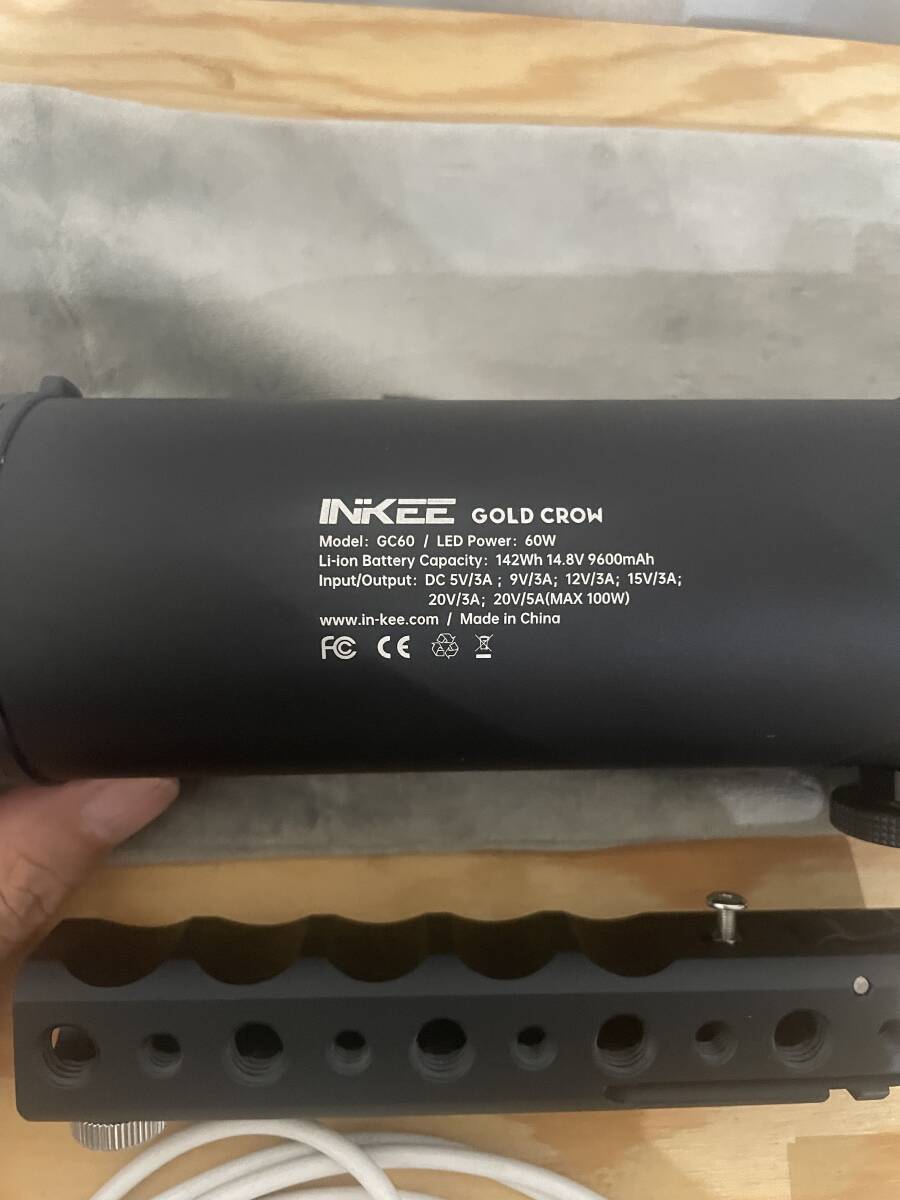 INKEE GOLD CROW
Model: GC60 / LED Power: 60W
Li-ion Battery Capacity: 142Wh 14.8V 9600mAh
Input/Output: DC 5V/3A ; 9V/3A; 12V/3A; 15V/3A;
20V/3A; 20V/5A(MAX 100W)
www.in-kee.com / Made in China
FC CE